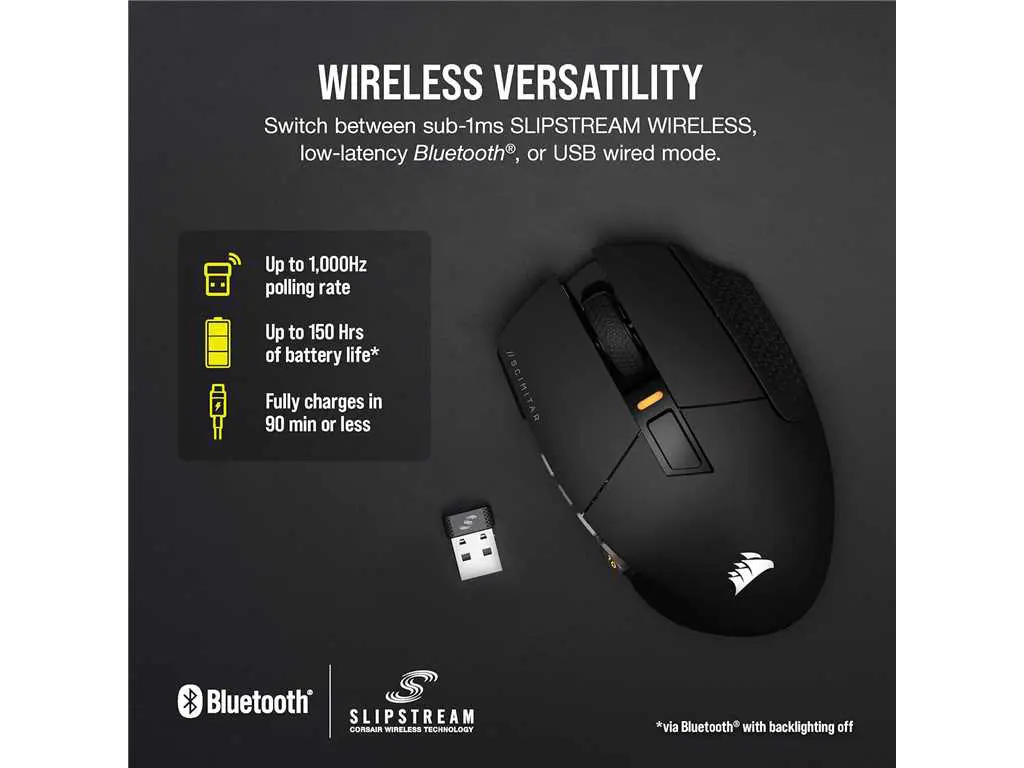 WIRELESS VERSATILITY
Switch between sub-1ms SLIPSTREAM WIRELESS,
low-latency Bluetooth®, or USB wired mode.
Up to 1,000Hz
polling rate
Up to 150 Hrs
of battery life*
Fully charges in
90 min or less
//SCIMITAR
Bluetooth®
SLIPSTREAM
CORSAIR WIRELESS TECHNOLOGY
*via Bluetooth® with backlighting off